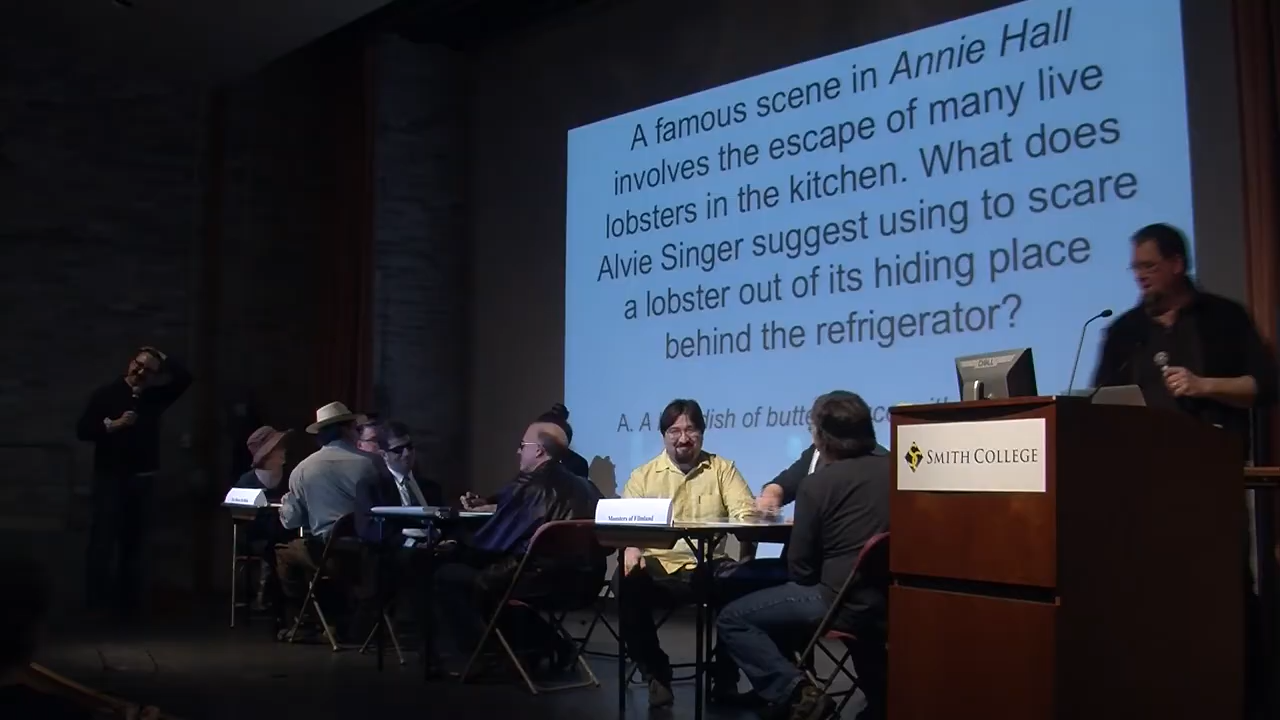 A famous scene in Annie Hall
involves the escape of many live
lobsters in the kitchen. What does
Alvie Singer suggest using to scare
a lobster out of its hiding place
behind the refrigerator?
A. A dish of butte
DELL
SMITH COLLEGE
Monsters of Filmland